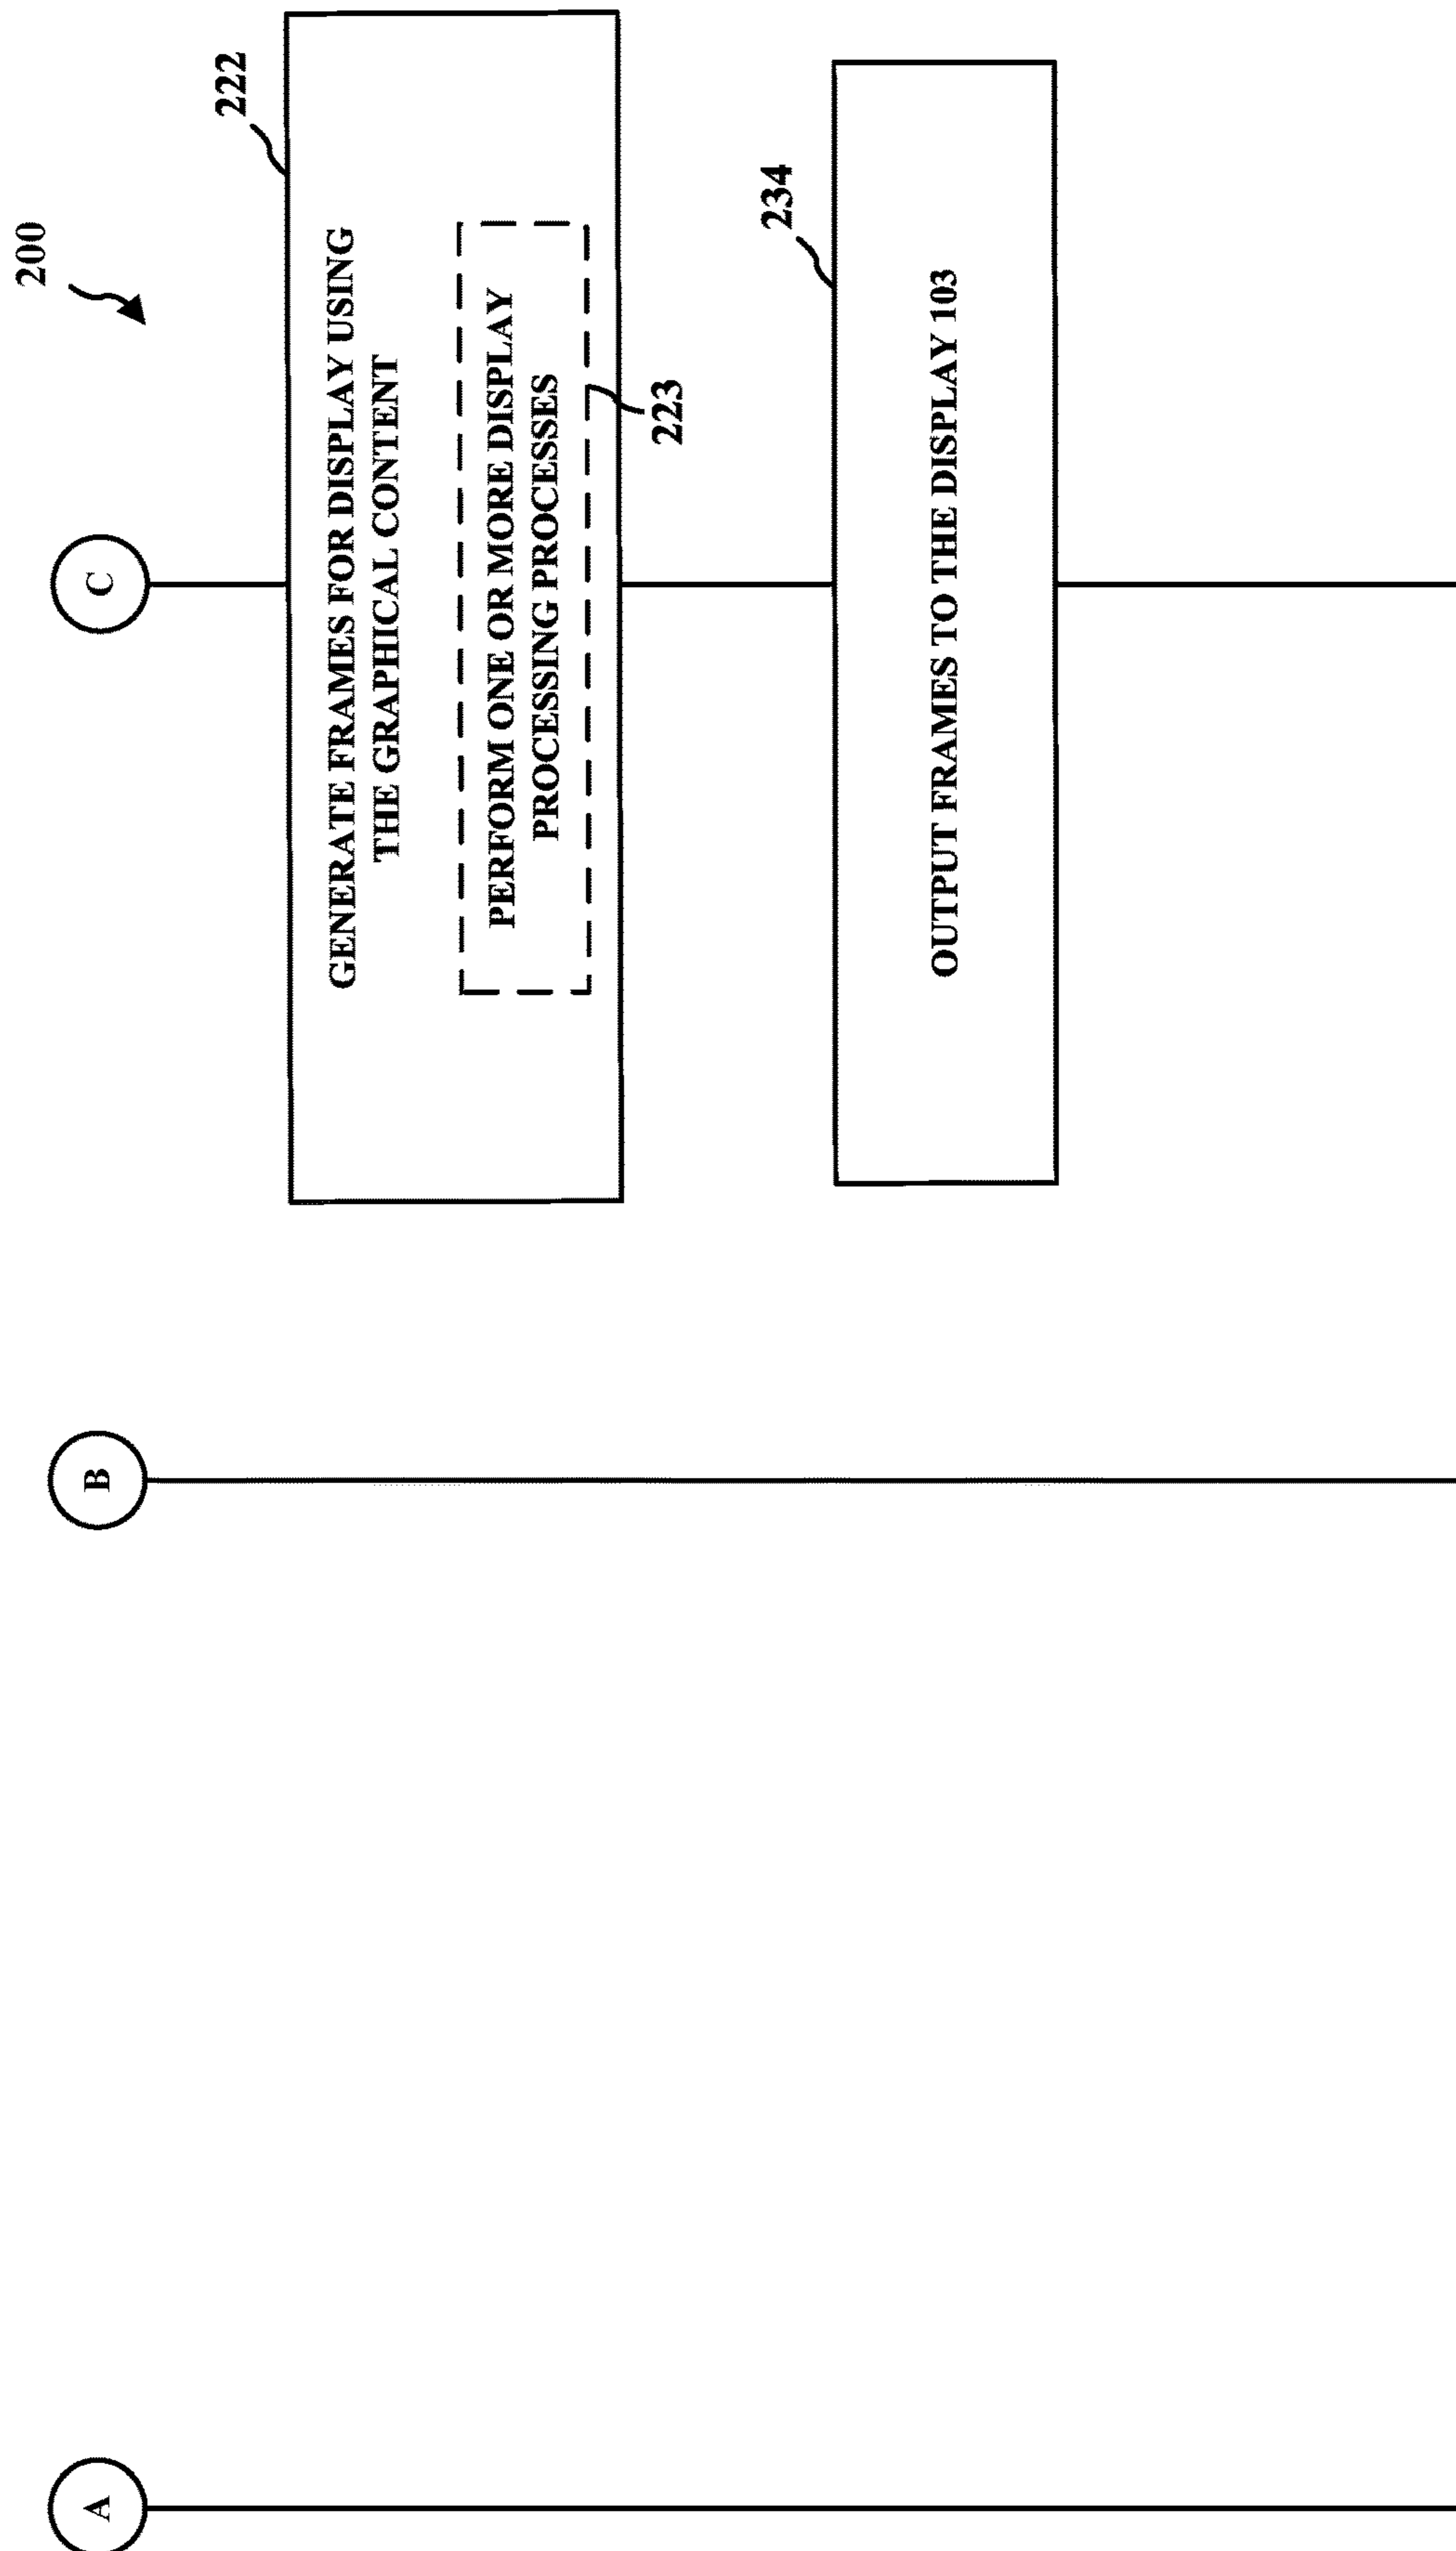 200
A
B
C
222
GENERATE FRAMES FOR DISPLAY USING
THE GRAPHICAL CONTENT
PERFORM ONE OR MORE DISPLAY
PROCESSING PROCESSES
223
234
OUTPUT FRAMES TO THE DISPLAY 103